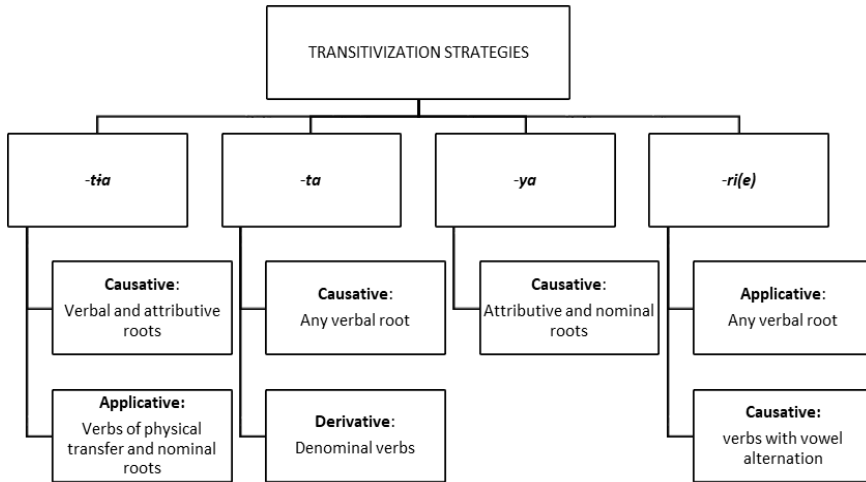 TRANSITIVIZATION STRATEGIES
-tɨa
-ta
-ya
-ri(e)
Causative:
Verbal and attributive
roots
Causative:
Any verbal root
Causative:
Attributive and nominal
roots
Applicative:
Any verbal root
Applicative:
Verbs of physical
transfer and nominal
roots
Derivative:
Denominal verbs
Causative:
verbs with vowel
alternation